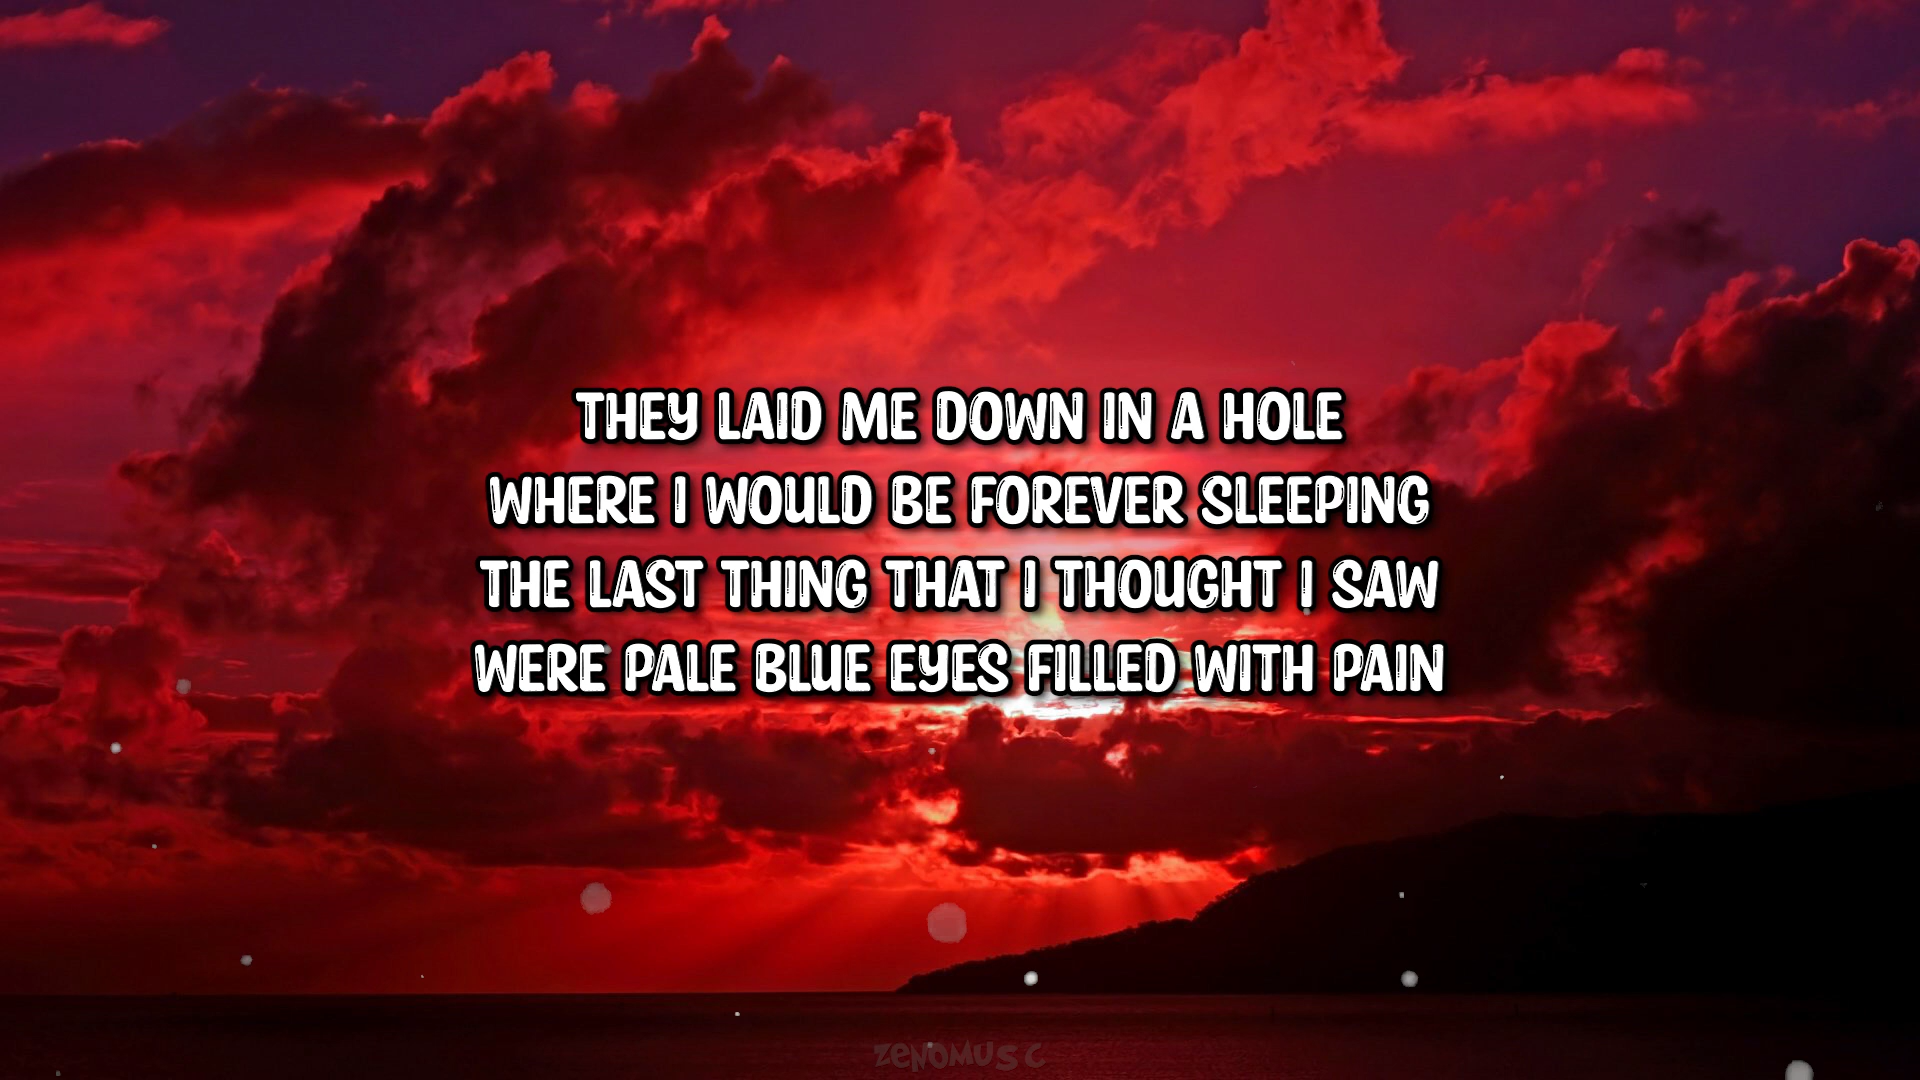 THEY LAID ME DOWN IN A HOLE
WHERE I WOULD BE FOREVER SLEEPING
THE LAST THING THAT I THOUGHT I SAW
WERE PALE BLUE EYES FILLED WITH PAIN
ZENOMUS C